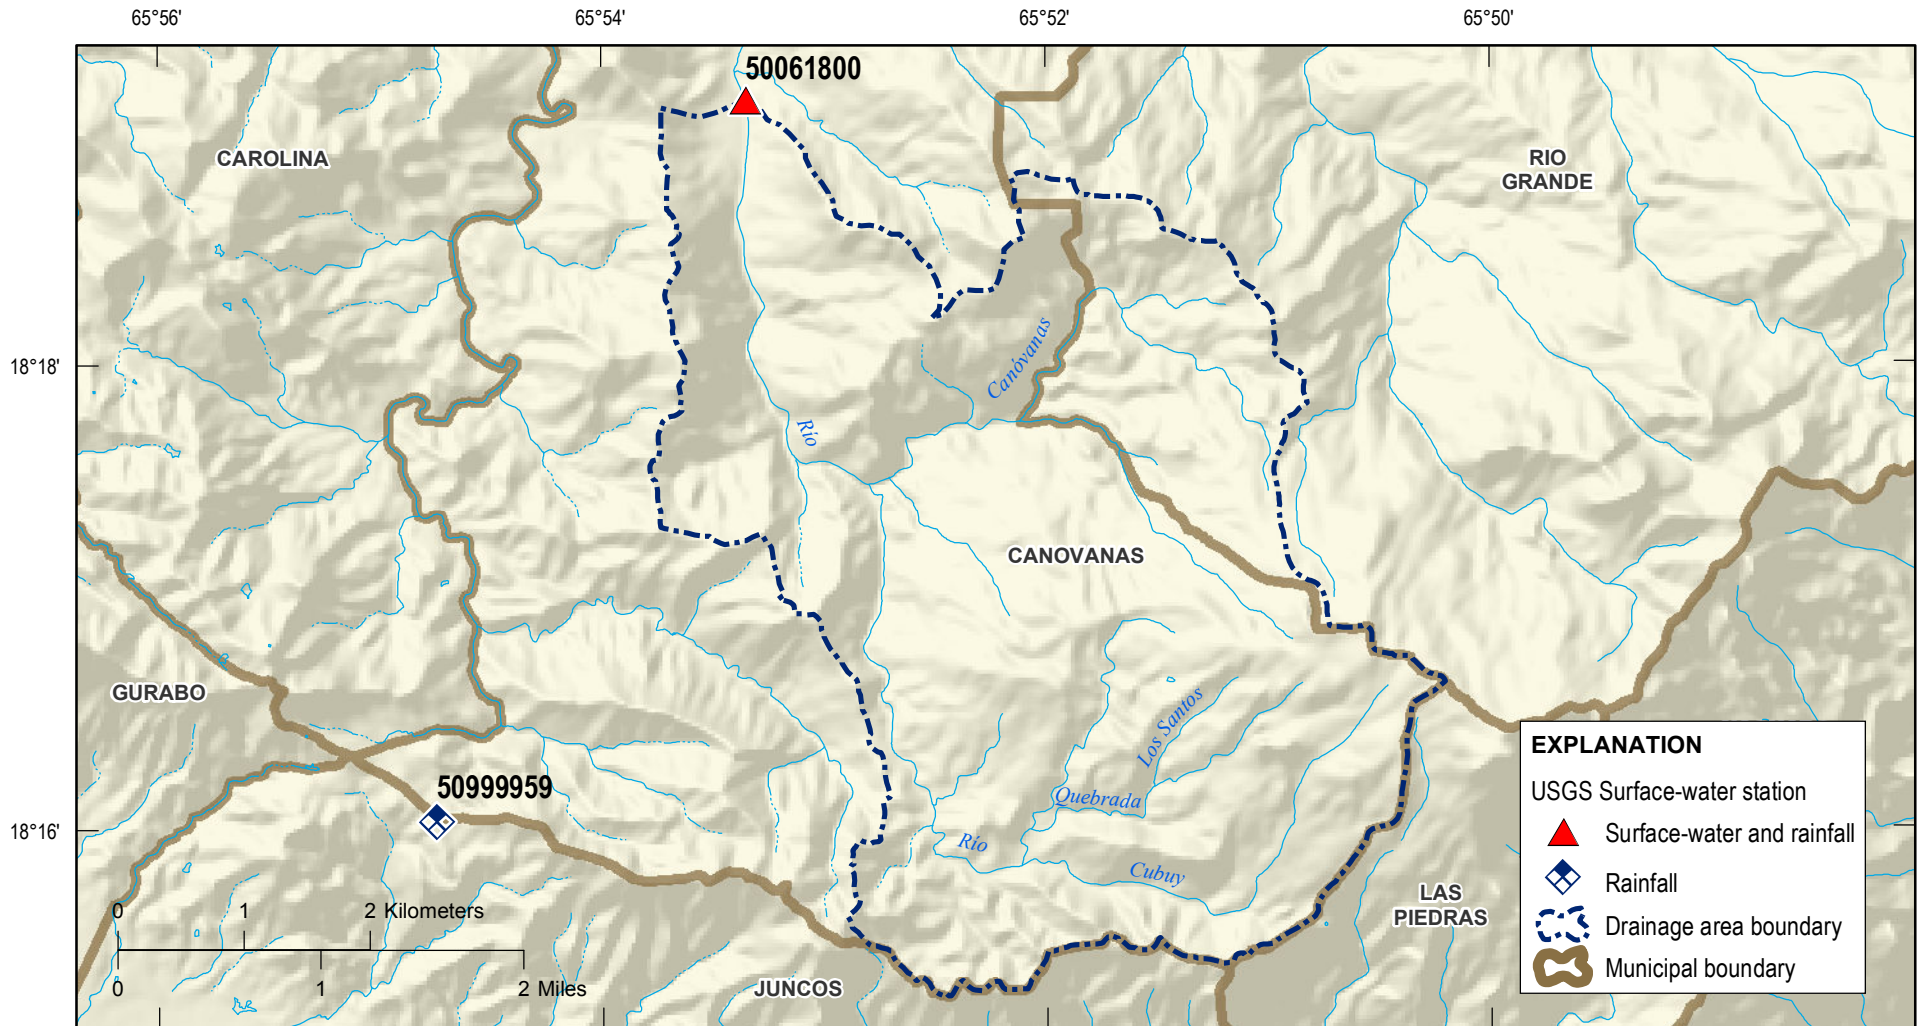 65°56'
65°54'
65°52'
65°50'
50061800
CAROLINA
RIO
GRANDE
18°18'
Canóvanas
Río
CANOVANAS
GURABO
Los Santos
50999959
Quebrada
18°16'
Río
Cubuy
LAS
PIEDRAS
JUNCOS
0 1 2 Kilometers
0 1 2 Miles
EXPLANATION
USGS Surface-water station
Surface-water and rainfall
Rainfall
Drainage area boundary
Municipal boundary